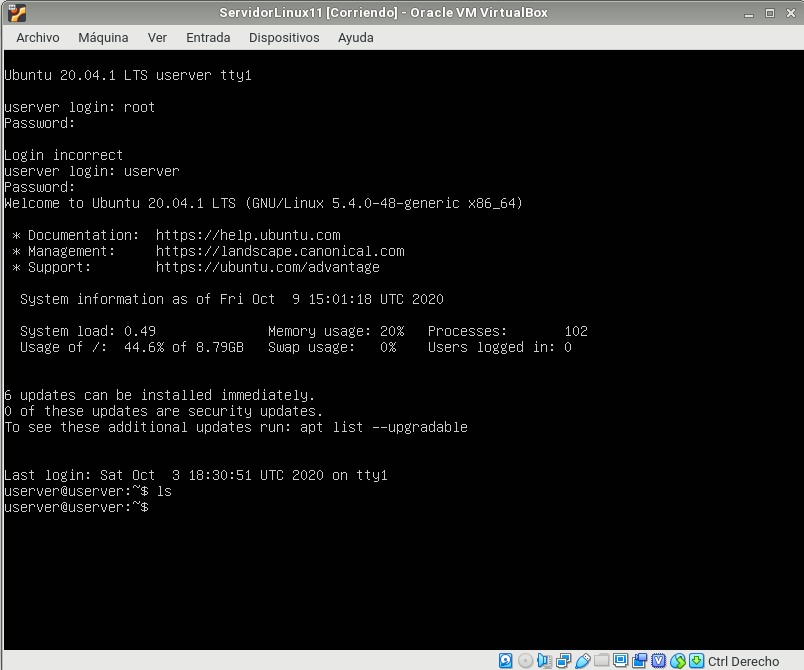 ServidorLinux11 [Corriendo] - Oracle VM VirtualBox
Archivo Máquina Ver Entrada Dispositivos Ayuda
Ubuntu 20.04.1 LTS userver tty1
userver login: root
Password:
Login incorrect
userver login: userver
Password:
Welcome to Ubuntu 20.04.1 LTS (GNU/Linux 5.4.0-48-generic x86_64)
* Documentation:  https://help.ubuntu.com
* Management:     https://landscape.canonical.com
* Support:        https://ubuntu.com/advantage
System information as of Fri Oct  9 15:01:18 UTC 2020
System load: 0.49              Memory usage: 20%   Processes:       102
Usage of /:  44.6% of 8.79GB   Swap usage:   0%    Users logged in: 0
6 updates can be installed immediately.
0 of these updates are security updates.
To see these additional updates run: apt list --upgradable
Last login: Sat Oct  3 18:30:51 UTC 2020 on tty1
userver@userver:~$ ls
userver@userver:~$
Ctrl Derecho